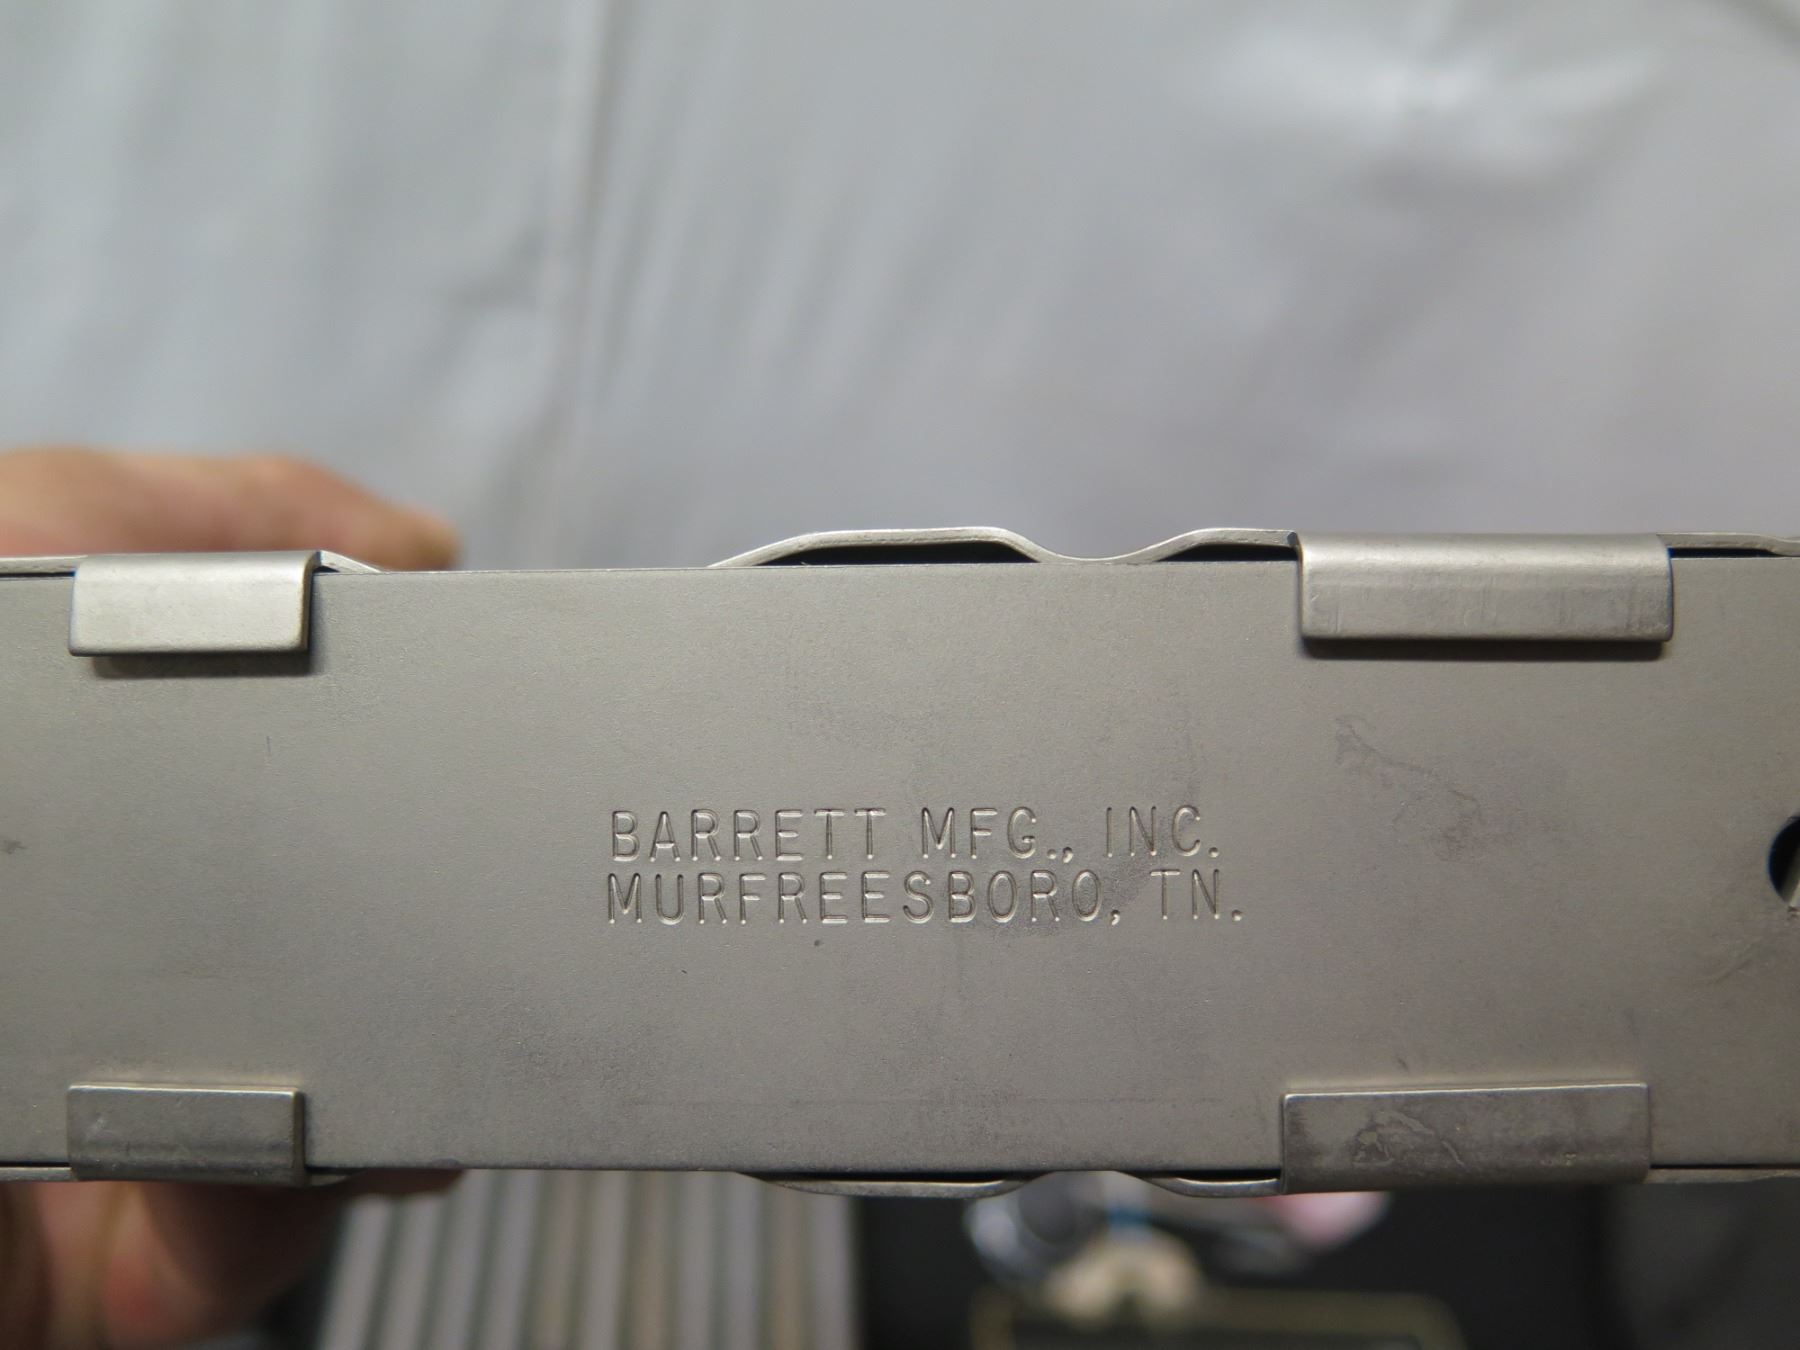 BARRETT MFG., INC.
MURFREESBORO, TN.